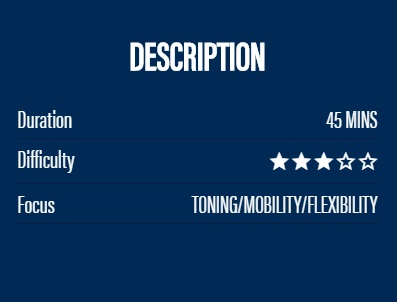 DESCRIPTION
Duration 45 MINS
Difficulty ★★★☆☆
Focus TONING/MOBILITY/FLEXIBILITY